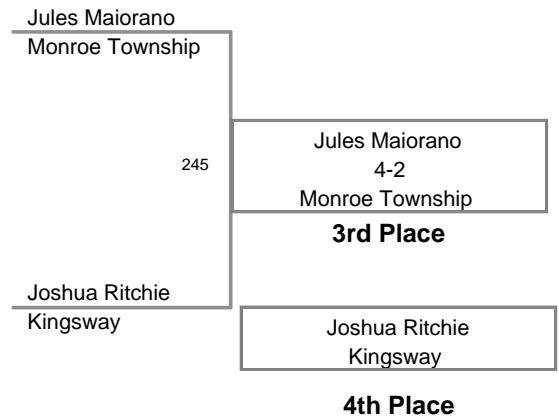 Jules Maiorano
Monroe Township
245
Jules Maiorano
4-2
Monroe Township
3rd Place
Joshua Ritchie
Kingsway
Joshua Ritchie
Kingsway
4th Place